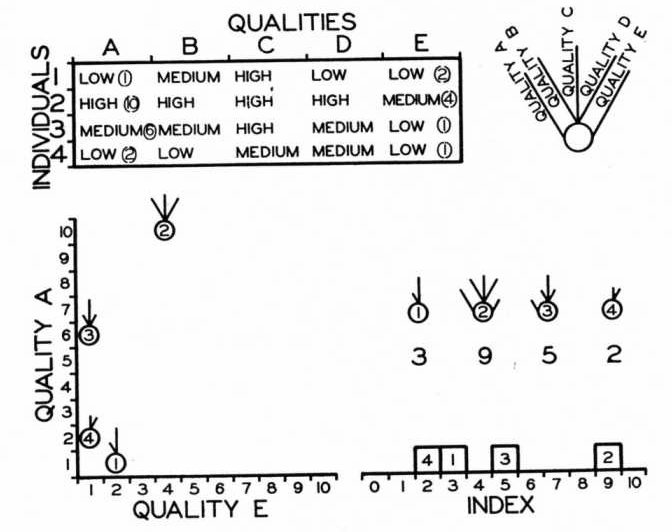 QUALITIES
A B C D E
INDIVIDUALS
1 LOW ① MEDIUM HIGH LOW LOW ②
2 HIGH ⑩ HIGH HIGH HIGH MEDIUM ④
3 MEDIUM ⑥ MEDIUM HIGH MEDIUM LOW ①
4 LOW ② LOW MEDIUM MEDIUM LOW ①
QUALITY A
QUALITY B
QUALITY C
QUALITY D
QUALITY E
QUALITY A
10
9
8
7
6
5
4
3
2
1
②
③
④
①
1 2 3 4 5 6 7 8 9 10
QUALITY E
① ② ③ ④
3 9 5 2
4 1 3 2
0 1 2 3 4 5 6 7 8 9 10
INDEX